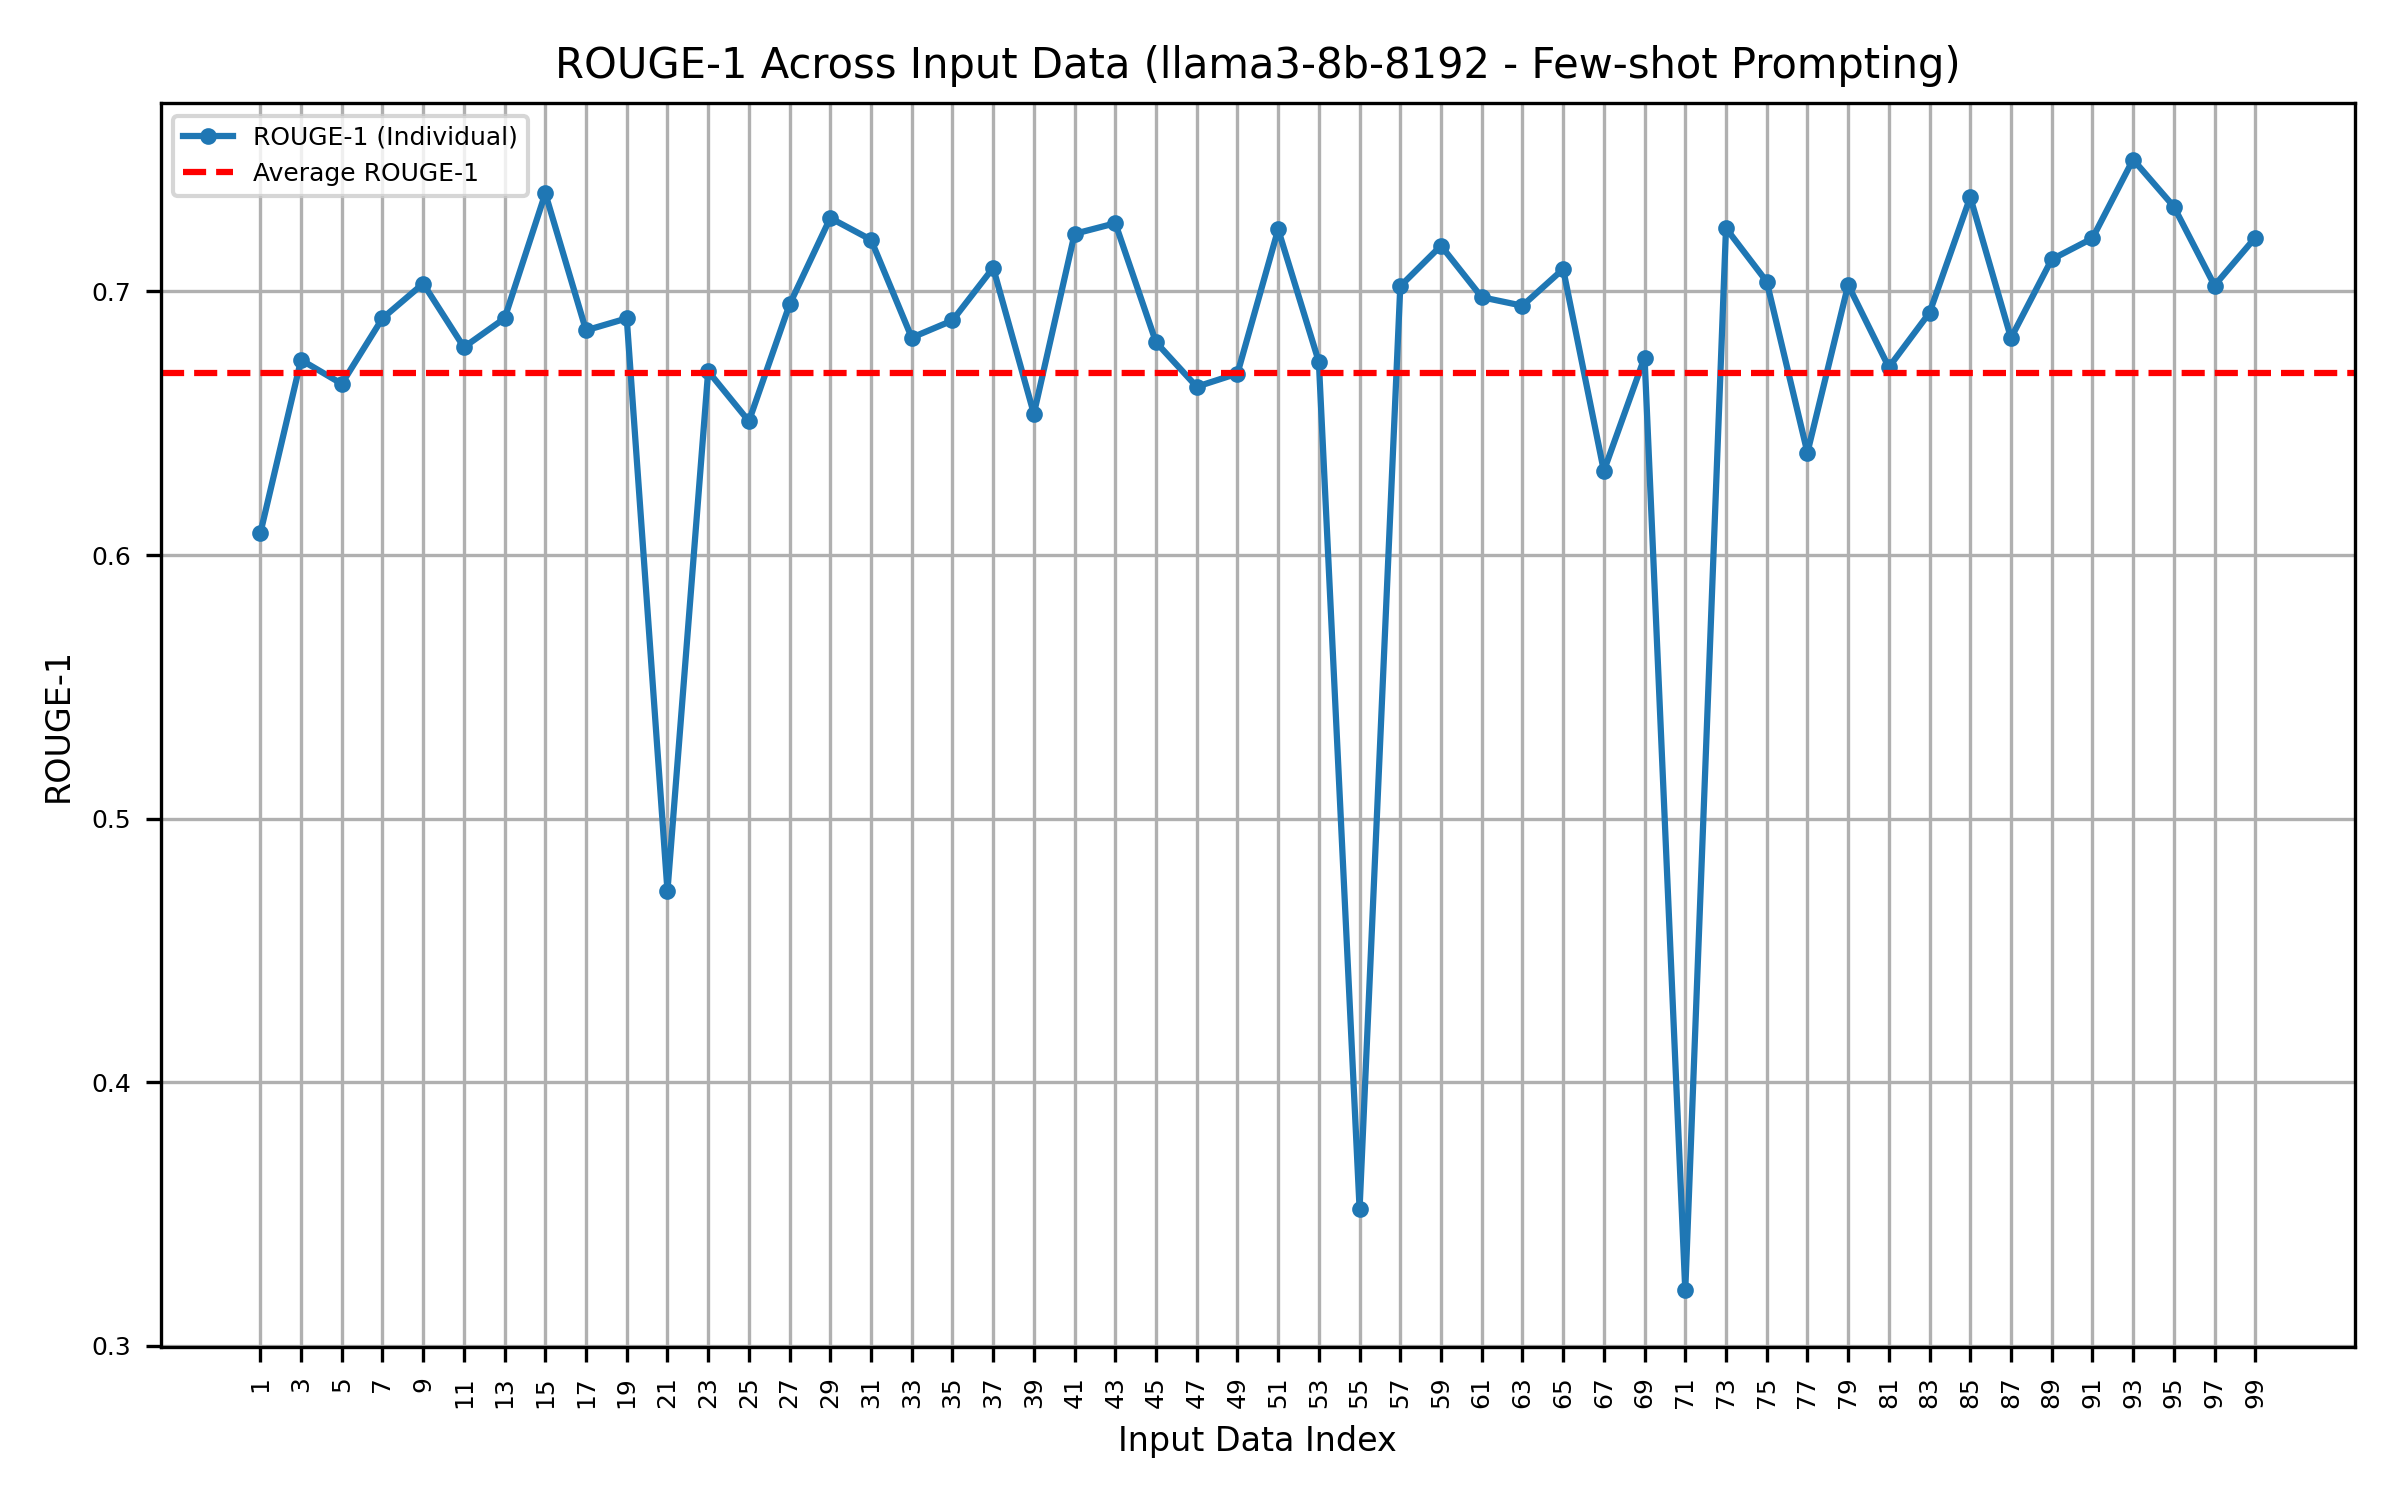 ROUGE-1 Across Input Data (llama3-8b-8192 - Few-shot Prompting)
ROUGE-1 (Individual)
Average ROUGE-1
0.7
0.6
0.5
0.4
0.3
ROUGE-1
1 3 5 7 9 11 13 15 17 19 21 23 25 27 29 31 33 35 37 39 41 43 45 47 49 51 53 55 57 59 61 63 65 67 69 71 73 75 77 79 81 83 85 87 89 91 93 95 97 99
Input Data Index